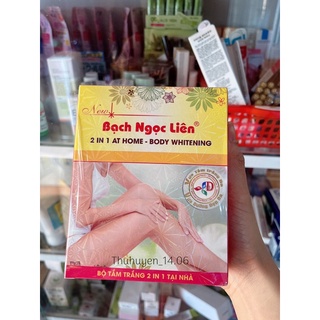 New
Bạch Ngọc Liên®
2 IN 1 AT HOME - BODY WHITENING
Thuhuyen_14.06
BỘ TẮM TRẮNG 2 IN 1 TẠI NHÀ